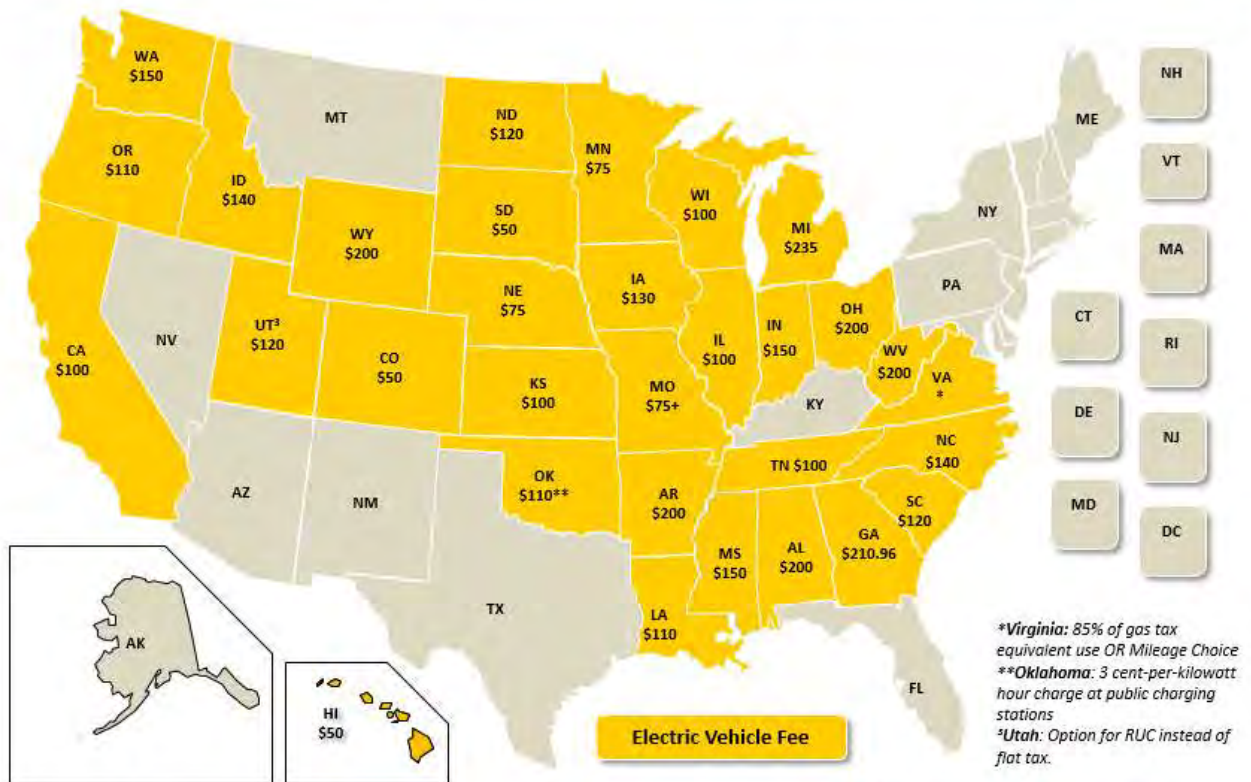 WA
$150
MT
ND
$120
MN
$75
OR
$110
ID
$140
WY
$200
SD
$50
WI
$100
MI
$235
NY
ME
NH
VT
MA
CT
RI
DE
NJ
MD
DC
CA
$100
NV
UT³
$120
CO
$50
NE
$75
IA
$130
IL
$100
IN
$150
OH
$200
PA
WV
$200
VA
*
KS
$100
MO
$75+
KY
AZ
NM
OK
$110**
AR
$200
TN $100
NC
$140
SC
$120
TX
LA
$110
MS
$150
AL
$200
GA
$210.96
FL
AK
HI
$50
Electric Vehicle Fee
*Virginia: 85% of gas tax
equivalent use OR Mileage Choice
**Oklahoma: 3 cent-per-kilowatt
hour charge at public charging
stations
³Utah: Option for RUC instead of
flat tax.